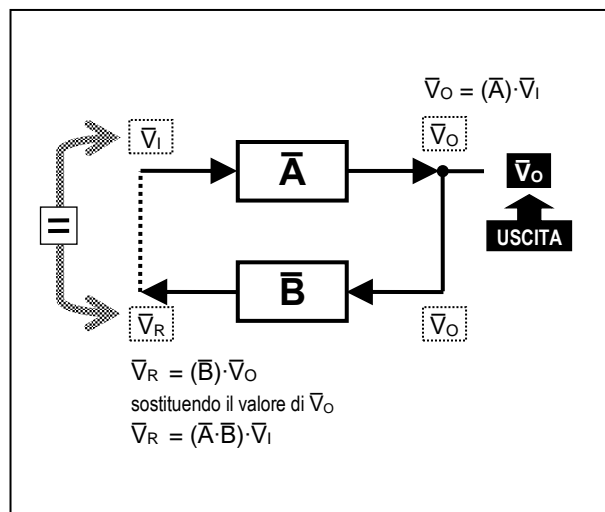 V̅O = (A̅)·V̅I
V̅I
V̅O
A̅
V̅O
=
USCITA
B̅
V̅R
V̅O
V̅R = (B̅)·V̅O
sostituendo il valore di V̅O
V̅R = (A̅·B̅)·V̅I